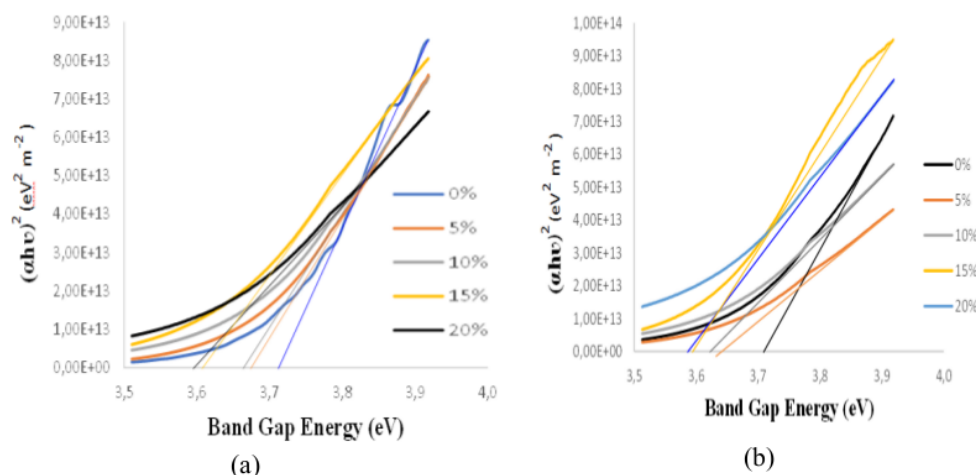 9,00E+13
8,00E+13
7,00E+13
6,00E+13
5,00E+13
4,00E+13
3,00E+13
2,00E+13
1,00E+13
0,00E+00
(αhυ)² (eV² m⁻²)
3,5 3,6 3,7 3,8 3,9 4,0
Band Gap Energy (eV)
0%
5%
10%
15%
20%
(a)
1,00E+14
9,00E+13
8,00E+13
7,00E+13
6,00E+13
5,00E+13
4,00E+13
3,00E+13
2,00E+13
1,00E+13
0,00E+00
(αhυ)² (eV² m⁻²)
3,5 3,6 3,7 3,8 3,9 4,0
Band Gap Energy (eV)
0%
5%
10%
15%
20%
(b)